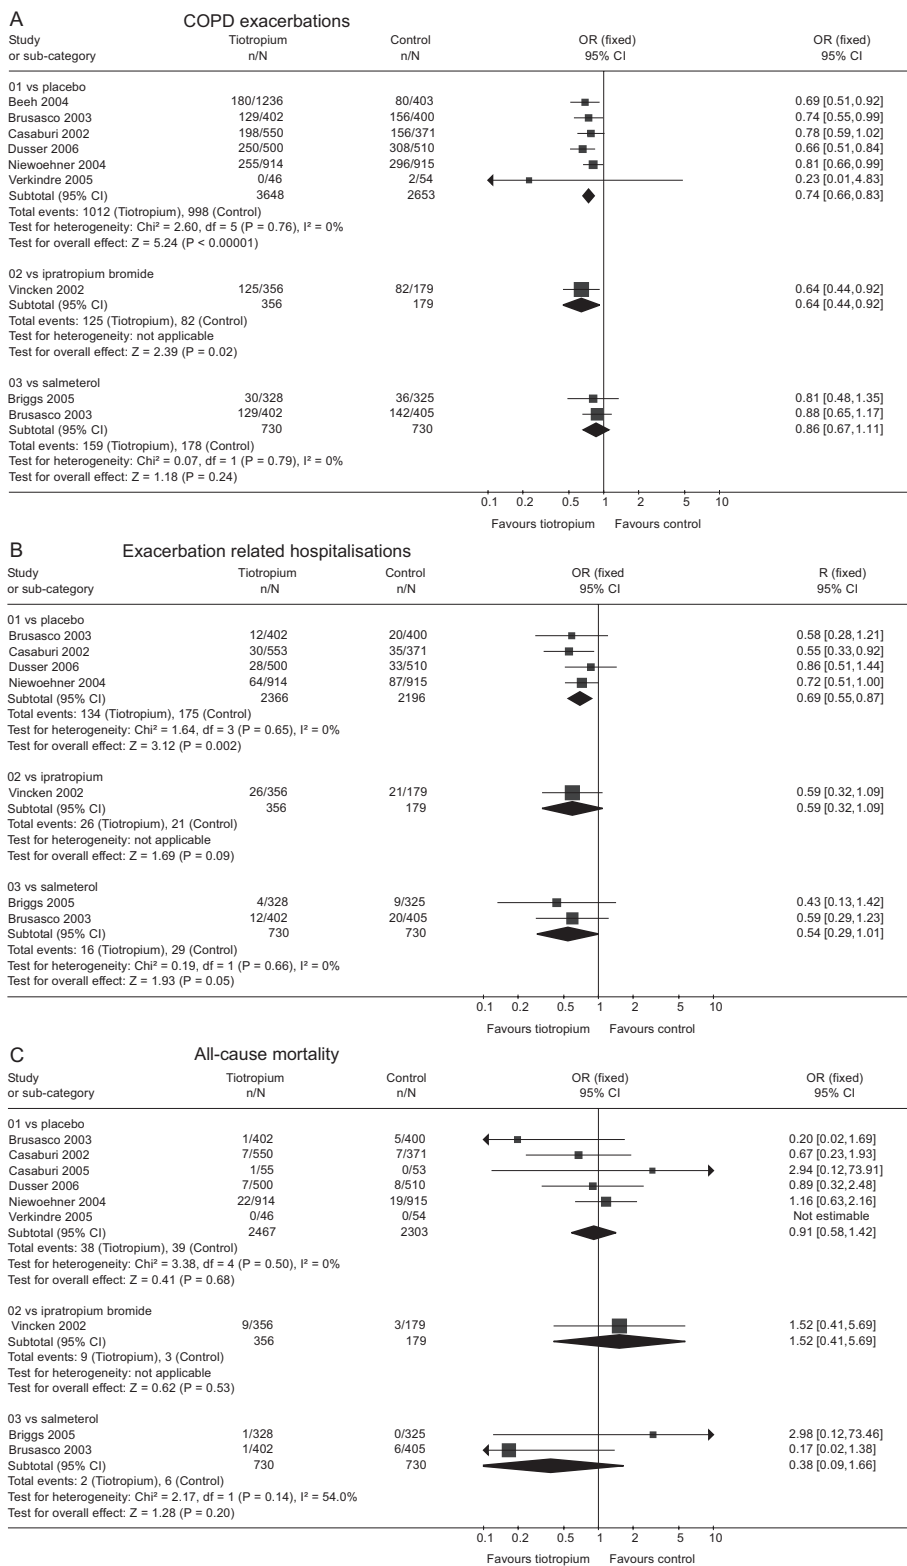 A COPD exacerbations
Study Tiotropium Control OR (fixed) OR (fixed)
or sub-category n/N n/N 95% CI 95% CI
01 vs placebo
Beeh 2004 180/1236 80/403 0.69 [0.51,0.92]
Brusasco 2003 129/402 156/400 0.74 [0.55,0.99]
Casaburi 2002 198/550 156/371 0.78 [0.59,1.02]
Dusser 2006 250/500 308/510 0.66 [0.51,0.84]
Niewoehner 2004 255/914 296/915 0.81 [0.66,0.99]
Verkindre 2005 0/46 2/54 0.23 [0.01,4.83]
Subtotal (95% CI) 3648 2653 0.74 [0.66,0.83]
Total events: 1012 (Tiotropium), 998 (Control)
Test for heterogeneity: Chi² = 2.60, df = 5 (P = 0.76), I² = 0%
Test for overall effect: Z = 5.24 (P < 0.00001)
02 vs ipratropium bromide
Vincken 2002 125/356 82/179 0.64 [0.44,0.92]
Subtotal (95% CI) 356 179 0.64 [0.44,0.92]
Total events: 125 (Tiotropium), 82 (Control)
Test for heterogeneity: not applicable
Test for overall effect: Z = 2.39 (P = 0.02)
03 vs salmeterol
Briggs 2005 30/328 36/325 0.81 [0.48,1.35]
Brusasco 2003 129/402 142/405 0.88 [0.65,1.17]
Subtotal (95% CI) 730 730 0.86 [0.67,1.11]
Total events: 159 (Tiotropium), 178 (Control)
Test for heterogeneity: Chi² = 0.07, df = 1 (P = 0.79), I² = 0%
Test for overall effect: Z = 1.18 (P = 0.24)
0.1 0.2 0.5 1 2 5 10
Favours tiotropium Favours control
B Exacerbation related hospitalisations
Study Tiotropium Control OR (fixed R (fixed)
or sub-category n/N n/N 95% CI 95% CI
01 vs placebo
Brusasco 2003 12/402 20/400 0.58 [0.28,1.21]
Casaburi 2002 30/553 35/371 0.55 [0.33,0.92]
Dusser 2006 28/500 33/510 0.86 [0.51,1.44]
Niewoehner 2004 64/914 87/915 0.72 [0.51,1.00]
Subtotal (95% CI) 2366 2196 0.69 [0.55,0.87]
Total events: 134 (Tiotropium), 175 (Control)
Test for heterogeneity: Chi² = 1.64, df = 3 (P = 0.65), I² = 0%
Test for overall effect: Z = 3.12 (P = 0.002)
02 vs ipratropium
Vincken 2002 26/356 21/179 0.59 [0.32,1.09]
Subtotal (95% CI) 356 179 0.59 [0.32,1.09]
Total events: 26 (Tiotropium), 21 (Control)
Test for heterogeneity: not applicable
Test for overall effect: Z = 1.69 (P = 0.09)
03 vs salmeterol
Briggs 2005 4/328 9/325 0.43 [0.13,1.42]
Brusasco 2003 12/402 20/405 0.59 [0.29,1.23]
Subtotal (95% CI) 730 730 0.54 [0.29,1.01]
Total events: 16 (Tiotropium), 29 (Control)
Test for heterogeneity: Chi² = 0.19, df = 1 (P = 0.66), I² = 0%
Test for overall effect: Z = 1.93 (P = 0.05)
0.1 0.2 0.5 1 2 5 10
Favours tiotropium Favours control
C All-cause mortality
Study Tiotropium Control OR (fixed) OR (fixed)
or sub-category n/N n/N 95% CI 95% CI
01 vs placebo
Brusasco 2003 1/402 5/400 0.20 [0.02,1.69]
Casaburi 2002 7/550 7/371 0.67 [0.23,1.93]
Casaburi 2005 1/55 0/53 2.94 [0.12,73.91]
Dusser 2006 7/500 8/510 0.89 [0.32,2.48]
Niewoehner 2004 22/914 19/915 1.16 [0.63,2.16]
Verkindre 2005 0/46 0/54 Not estimable
Subtotal (95% CI) 2467 2303 0.91 [0.58,1.42]
Total events: 38 (Tiotropium), 39 (Control)
Test for heterogeneity: Chi² = 3.38, df = 4 (P = 0.50), I² = 0%
Test for overall effect: Z = 0.41 (P = 0.68)
02 vs ipratropium bromide
Vincken 2002 9/356 3/179 1.52 [0.41,5.69]
Subtotal (95% CI) 356 179 1.52 [0.41,5.69]
Total events: 9 (Tiotropium), 3 (Control)
Test for heterogeneity: not applicable
Test for overall effect: Z = 0.62 (P = 0.53)
03 vs salmeterol
Briggs 2005 1/328 0/325 2.98 [0.12,73.46]
Brusasco 2003 1/402 6/405 0.17 [0.02,1.38]
Subtotal (95% CI) 730 730 0.38 [0.09,1.66]
Total events: 2 (Tiotropium), 6 (Control)
Test for heterogeneity: Chi² = 2.17, df = 1 (P = 0.14), I² = 54.0%
Test for overall effect: Z = 1.28 (P = 0.20)
0.1 0.2 0.5 1 2 5 10
Favours tiotropium Favours control